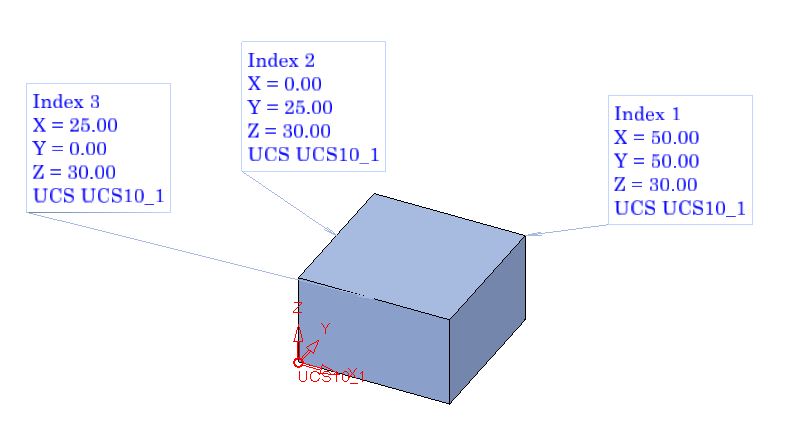 Index 3
X = 25.00
Y = 0.00
Z = 30.00
UCS UCS10_1
Index 2
X = 0.00
Y = 25.00
Z = 30.00
UCS UCS10_1
Index 1
X = 50.00
Y = 50.00
Z = 30.00
UCS UCS10_1
Z
Y
X
UCS10_1